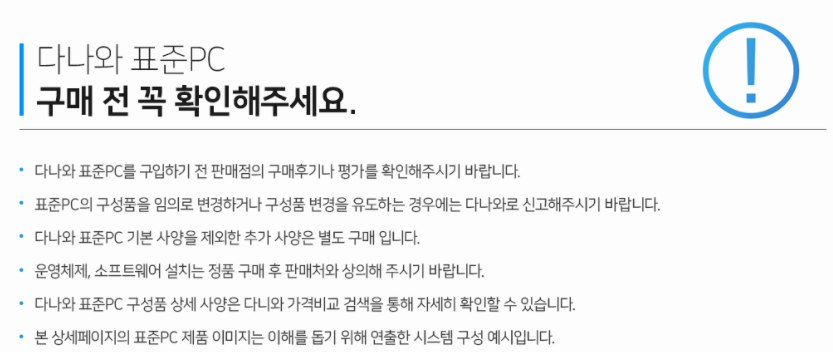 다나와 표준PC
구매 전 꼭 확인해주세요.
• 다나와 표준PC를 구입하기 전 판매점의 구매후기나 평가를 확인해주시기 바랍니다.
• 표준PC의 구성품을 임의로 변경하거나 구성품 변경을 유도하는 경우에는 다나와로 신고해주시기 바랍니다.
• 다나와 표준PC 기본 사양을 제외한 추가 사양은 별도 구매 입니다.
• 운영체제, 소프트웨어 설치는 정품 구매 후 판매처와 상의해 주시기 바랍니다.
• 다나와 표준PC 구성품 상세 사양은 다니와 가격비교 검색을 통해 자세히 확인할 수 있습니다.
• 본 상세페이지의 표준PC 제품 이미지는 이해를 돕기 위해 연출한 시스템 구성 예시입니다.